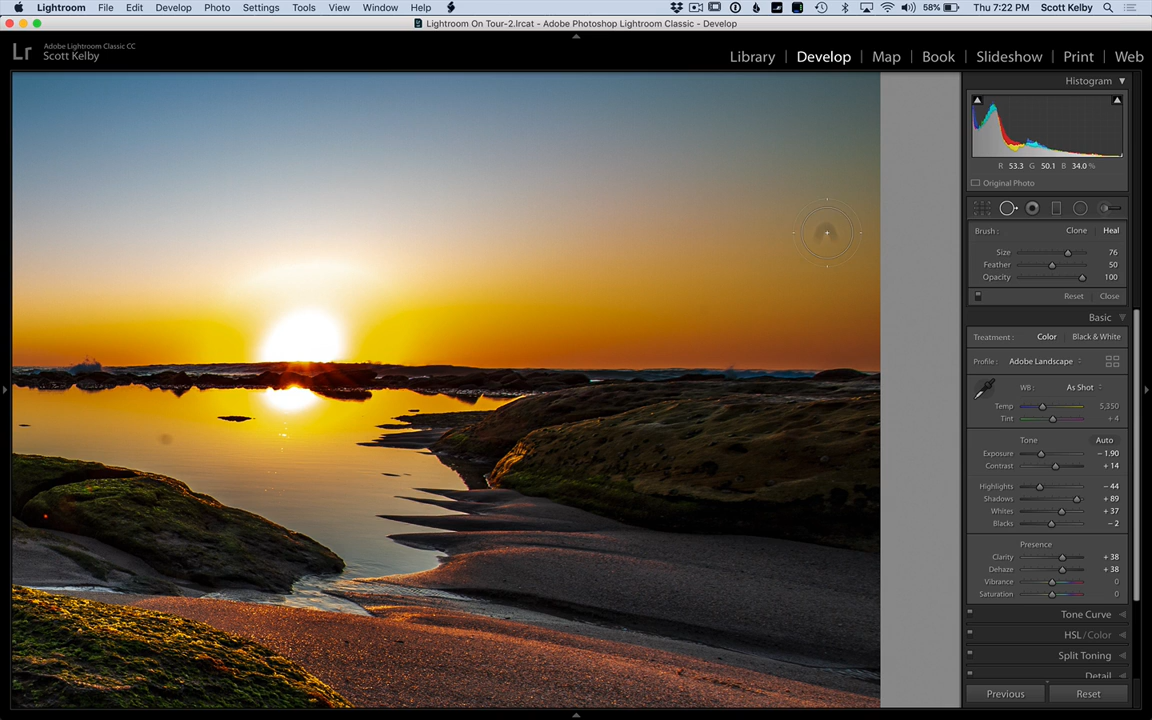 Lightroom File Edit Develop Photo Settings Tools View Window Help 58% Thu 7:22 PM Scott Kelby
Lightroom On Tour-2.lrcat - Adobe Photoshop Lightroom Classic - Develop
Lr Adobe Lightroom Classic CC
Scott Kelby
Library | Develop | Map | Book | Slideshow | Print | Web
Histogram
R 53.3 G 50.1 B 34.0 %
Original Photo
Brush : Clone Heal
Size 76
Feather 50
Opacity 100
Reset Close
Basic
Treatment : Color Black & White
Profile : Adobe Landscape
WB : As Shot
Temp 5,350
Tint + 4
Tone Auto
Exposure − 1.90
Contrast + 14
Highlights − 44
Shadows + 89
Whites + 37
Blacks − 2
Presence
Clarity + 38
Dehaze + 38
Vibrance 0
Saturation 0
Tone Curve
HSL / Color
Split Toning
Detail
Previous Reset